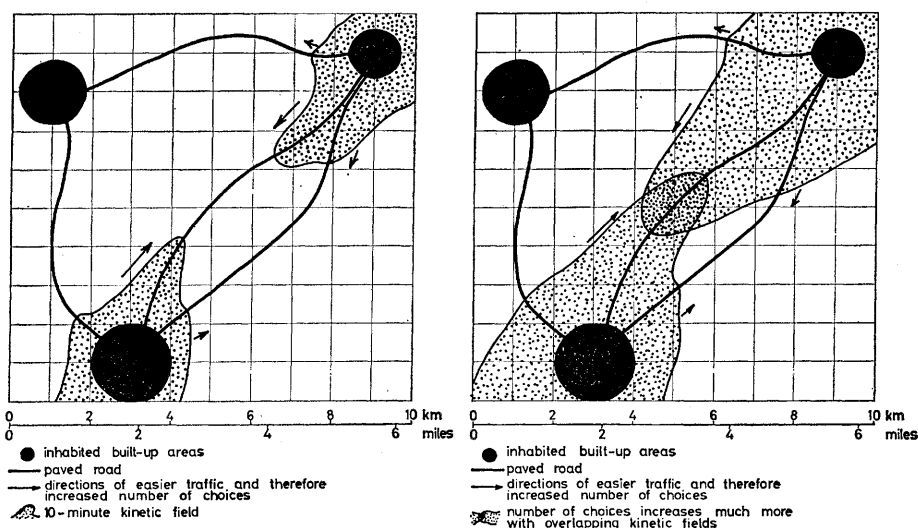 0 2 4 6 8 10 km
0 2 4 6 miles
inhabited built-up areas
paved road
directions of easier traffic and therefore
increased number of choices
10-minute kinetic field
0 2 4 6 8 10 km
0 2 4 6 miles
inhabited built-up areas
paved road
directions of easier traffic and therefore
increased number of choices
number of choices increases much more
with overlapping kinetic fields